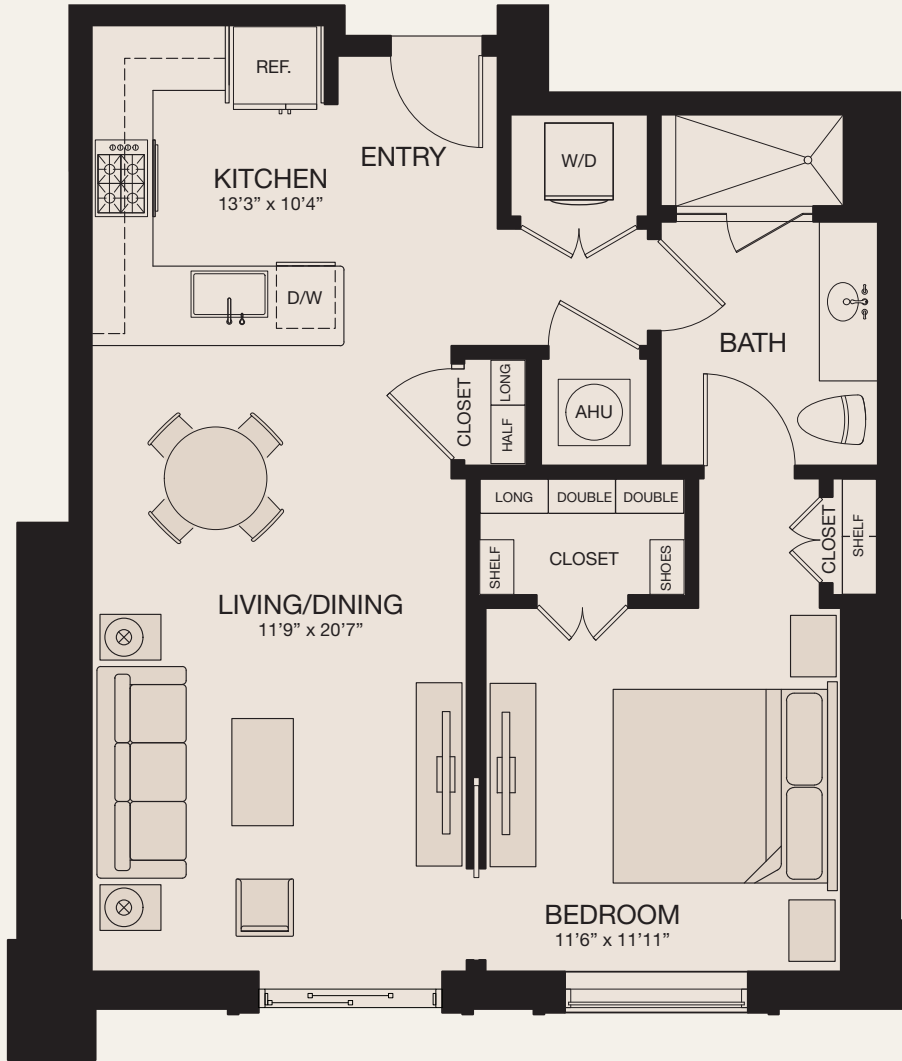 REF.
ENTRY
W/D
KITCHEN
13’3” x 10’4”
D/W
BATH
CLOSET
LONG
HALF
AHU
LONG
DOUBLE
DOUBLE
SHELF
CLOSET
SHOES
CLOSET
SHELF
LIVING/DINING
11’9” x 20’7”
BEDROOM
11’6” x 11’11”